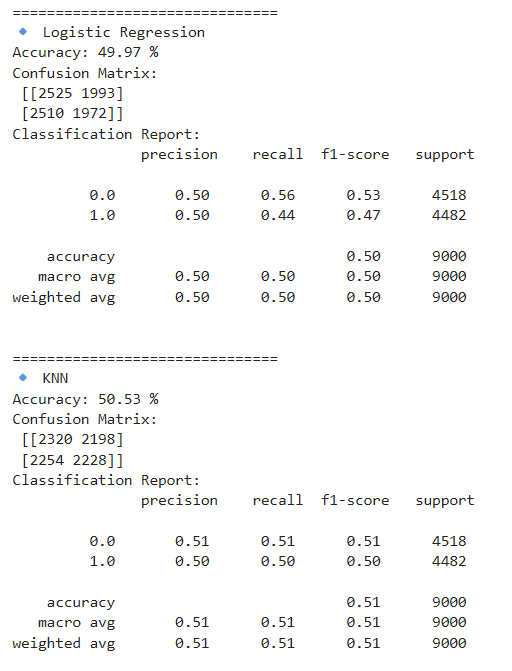 ===============================
🔹 Logistic Regression
Accuracy: 49.97 %
Confusion Matrix:
 [[2525 1993]
 [2510 1972]]
Classification Report:
               precision    recall  f1-score   support

         0.0       0.50      0.56      0.53      4518
         1.0       0.50      0.44      0.47      4482

    accuracy                           0.50      9000
   macro avg       0.50      0.50      0.50      9000
weighted avg       0.50      0.50      0.50      9000

===============================
🔹 KNN
Accuracy: 50.53 %
Confusion Matrix:
 [[2320 2198]
 [2254 2228]]
Classification Report:
               precision    recall  f1-score   support

         0.0       0.51      0.51      0.51      4518
         1.0       0.50      0.50      0.50      4482

    accuracy                           0.51      9000
   macro avg       0.51      0.51      0.51      9000
weighted avg       0.51      0.51      0.51      9000